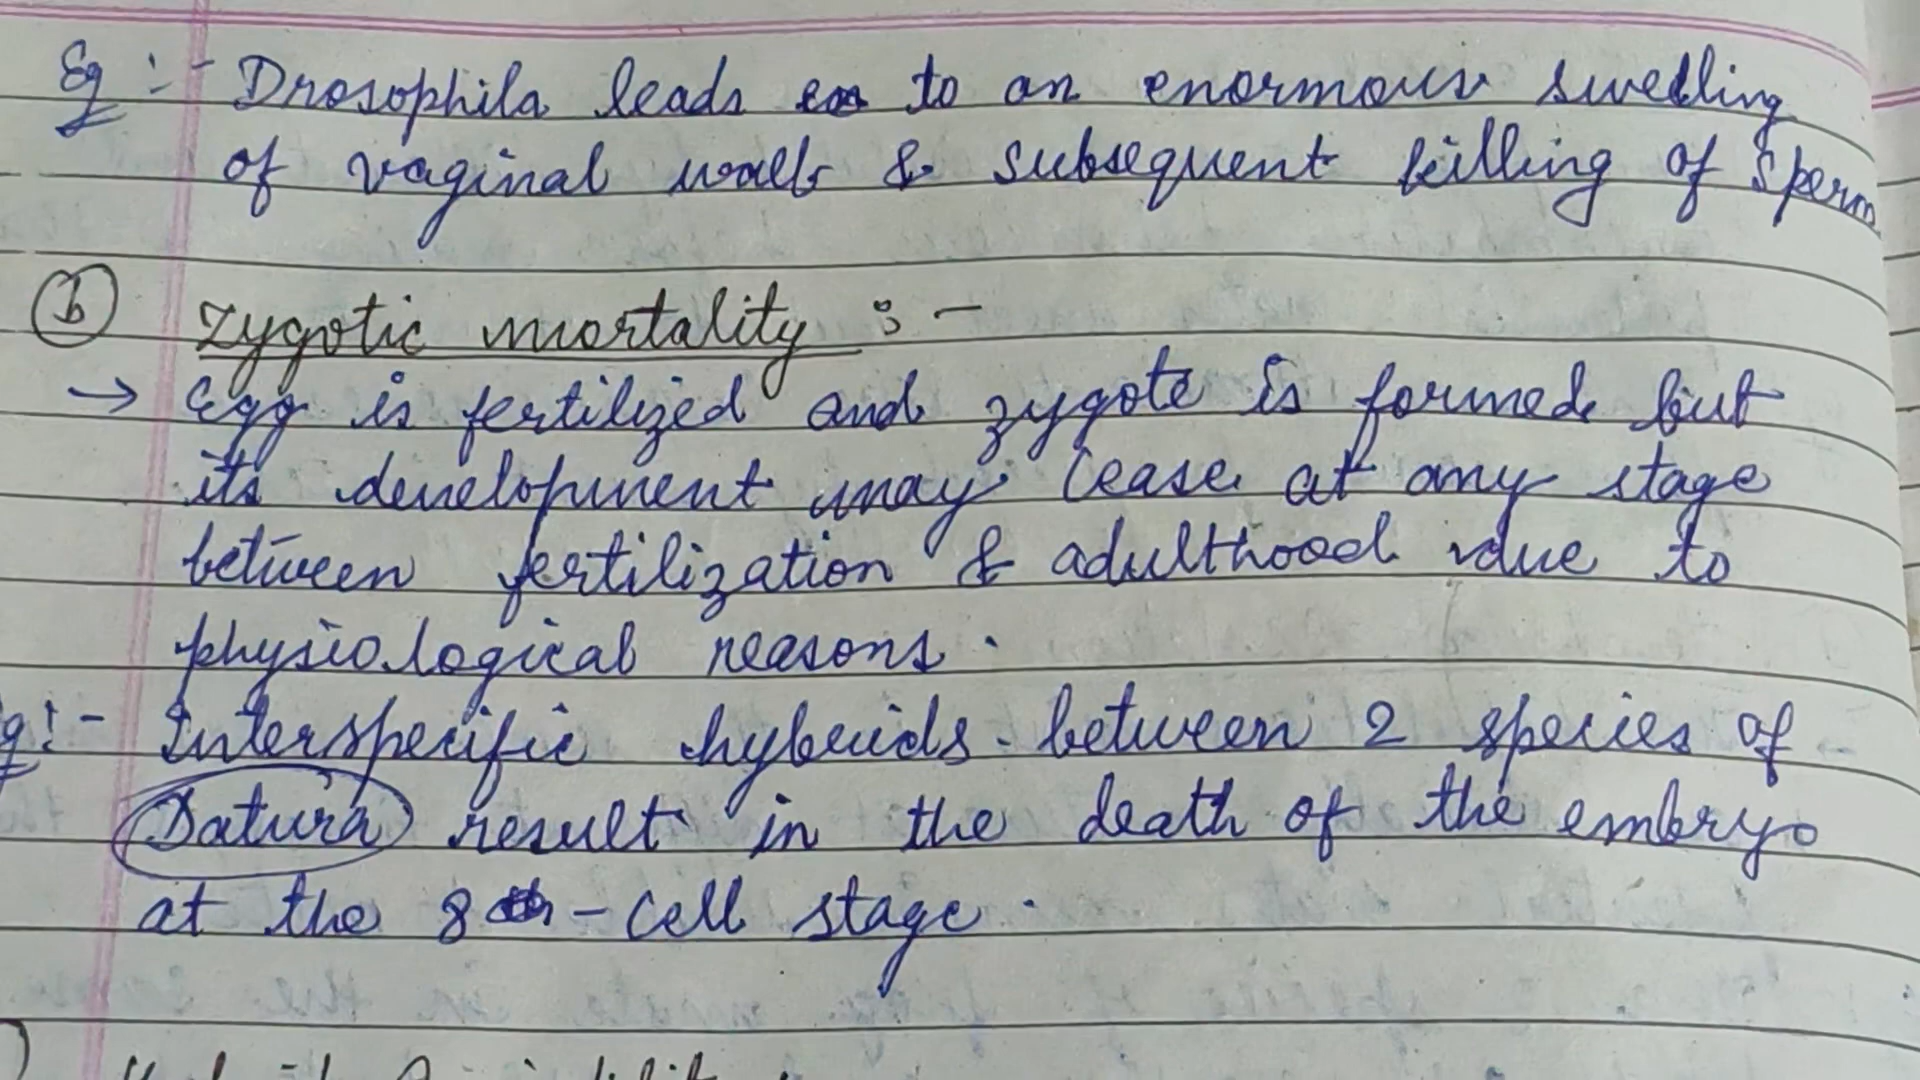 Eg :- Drosophila leads to an enormous swelling
of vaginal walls & subsequent killing of sperm
(b) Zygotic mortality :-
→ Egg is fertilized and zygote is formed but
its development may cease at any stage
between fertilization & adulthood due to
physiological reasons.
Eg :- Interspecific hybrids between 2 species of
Datura result in the death of the embryo
at the 8 - cell stage.